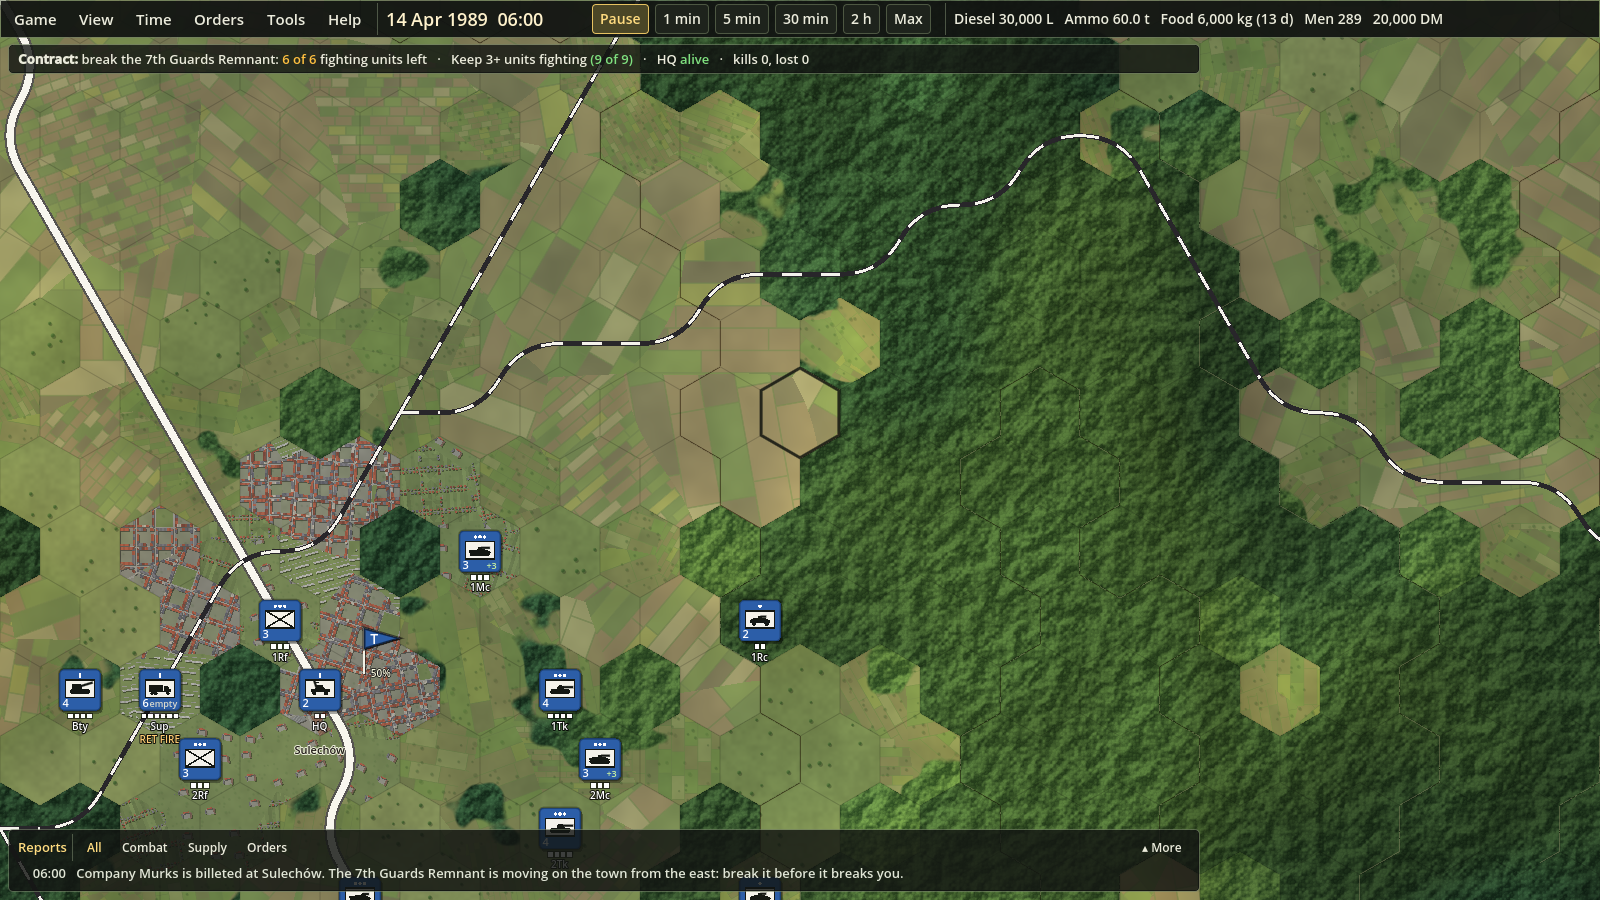 Game View Time Orders Tools Help 14 Apr 1989 06:00 Pause 1 min 5 min 30 min 2 h Max Diesel 30,000 L Ammo 60.0 t Food 6,000 kg (13 d) Men 289 20,000 DM
Contract: break the 7th Guards Remnant: 6 of 6 fighting units left · Keep 3+ units fighting (9 of 9) · HQ alive · kills 0, lost 0
3 +3
1Mc
3
1Rf
2
1Rc
T
50%
4
Bty
6 empty
Sup
RET FIRE
2
HQ
4
1Tk
Sulechów
3
2Rf
3 +3
2Mc
4
2Tk
Reports All Combat Supply Orders ▴ More
06:00 Company Murks is billeted at Sulechów. The 7th Guards Remnant is moving on the town from the east: break it before it breaks you.